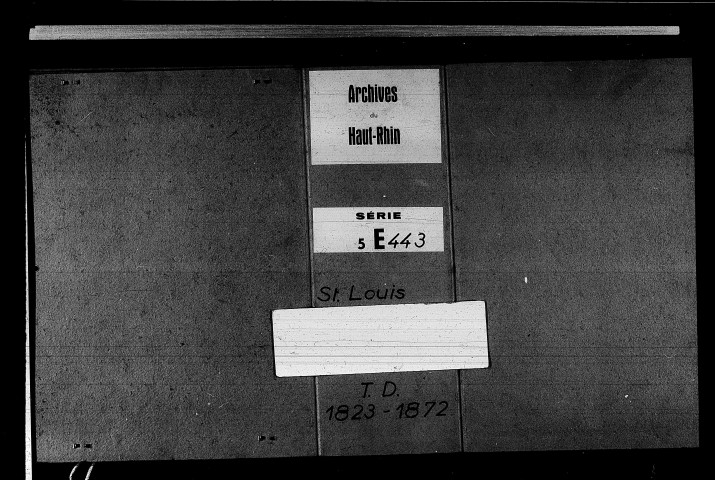 Archives
du
Haut-Rhin
SÉRIE
5 E 443
St. Louis
T. D.
1823 - 1872